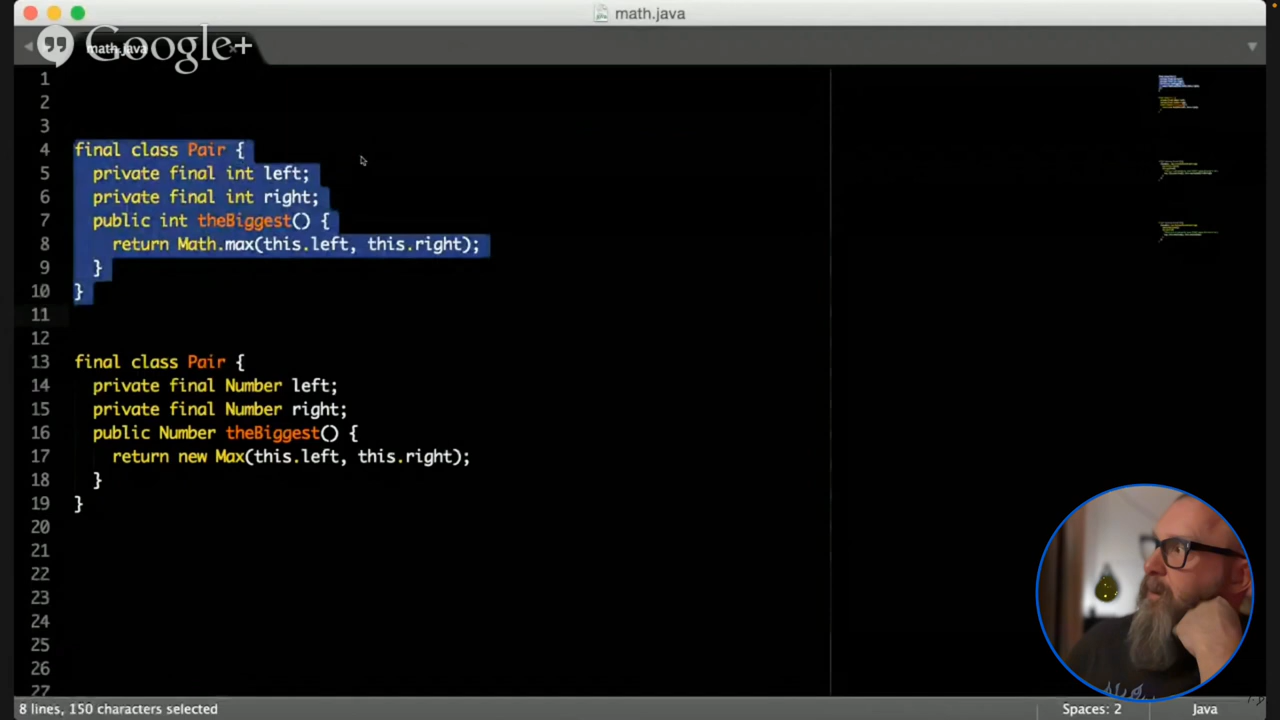 math.java
Google+
math.java
1
2
3
4 final class Pair {
5 private final int left;
6 private final int right;
7 public int theBiggest() {
8 return Math.max(this.left, this.right);
9 }
10 }
11
12
13 final class Pair {
14 private final Number left;
15 private final Number right;
16 public Number theBiggest() {
17 return new Max(this.left, this.right);
18 }
19 }
20
21
22
23
24
25
26
27
8 lines, 150 characters selected
Spaces: 2
Java